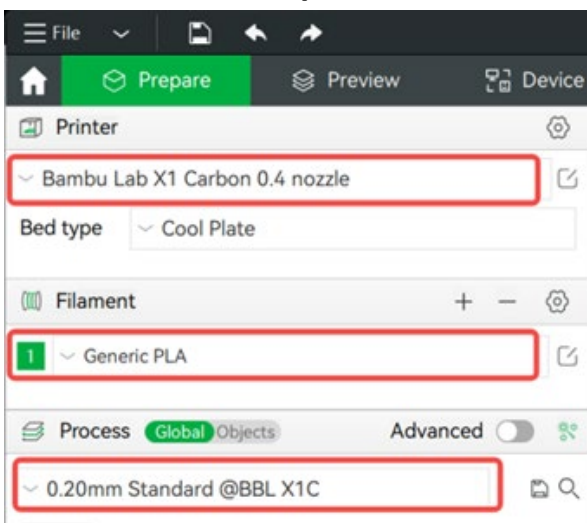 File
Prepare Preview Device
Printer
Bambu Lab X1 Carbon 0.4 nozzle
Bed type Cool Plate
Filament
1 Generic PLA
Process Global Objects Advanced
0.20mm Standard @BBL X1C